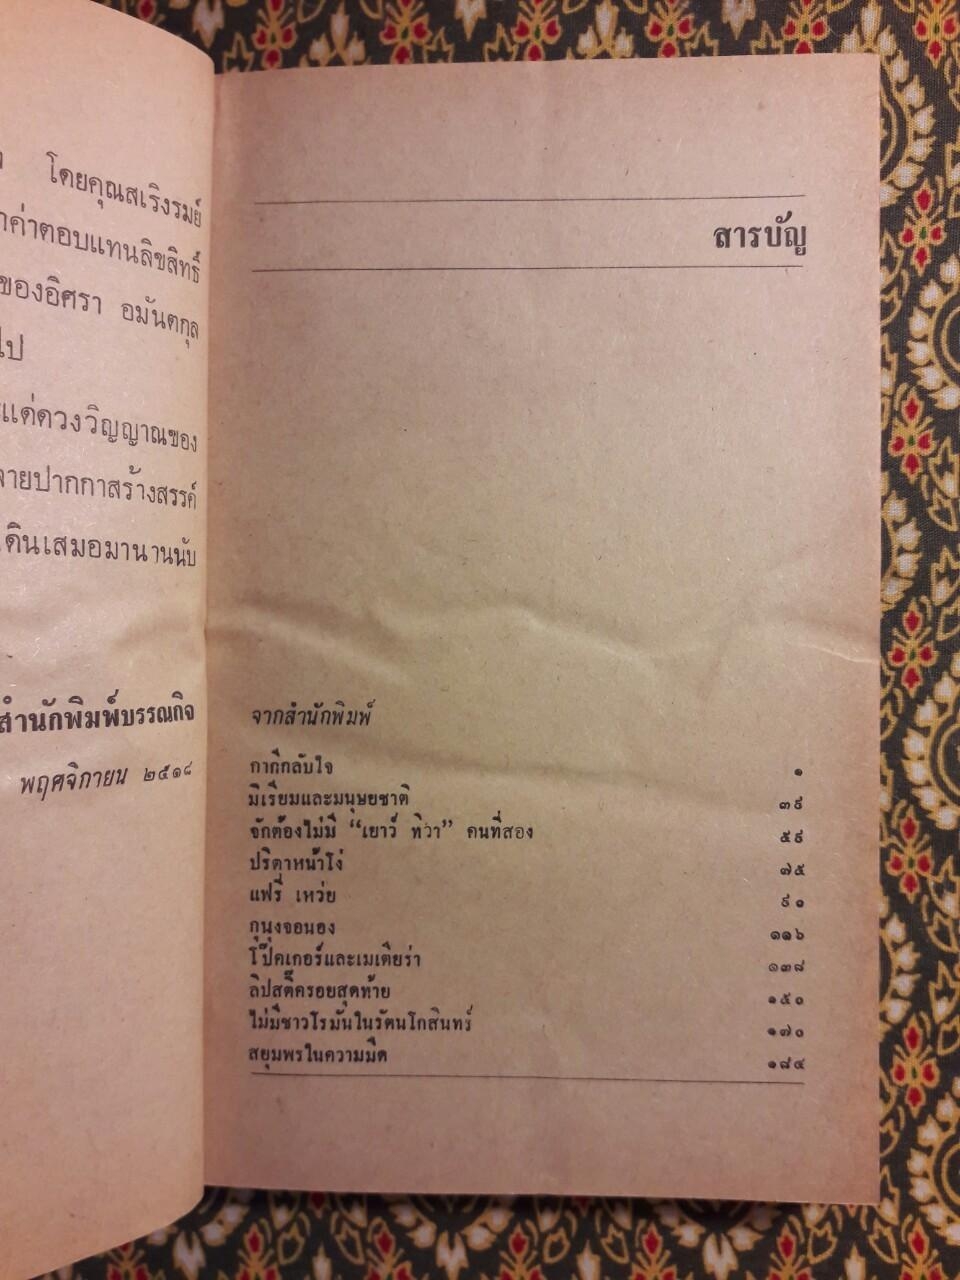 โดยคุณสเริงรมย์
ค่าตอบแทนลิขสิทธิ์
ของอิศรา อมันตกุล
ไป
แด่ดวงวิญญาณของ
ลายปากกาสร้างสรรค์
เดินเสมอมานานนับ
สำนักพิมพ์บรรณกิจ
พฤศจิกายน ๒๕๑๘
สารบัญ
จากสำนักพิมพ์
กากีกลับใจ ๑
มิเรียมและมนุษยชาติ ๓๙
จักต้องไม่มี “เยาว์ ทิวา” คนที่สอง ๕๙
ปริตาหน้าโง่ ๗๕
แฟรี่ เหว่ย ๙๑
กุนุงจอนอง ๑๑๖
โป๊คเกอร์และเมเตียร่า ๑๓๘
ลิปสติ๊ครอยสุดท้าย ๑๕๐
ไม่มีชาวโรมันในรัตนโกสินทร์ ๑๗๐
สยุมพรในความมืด ๑๘๔